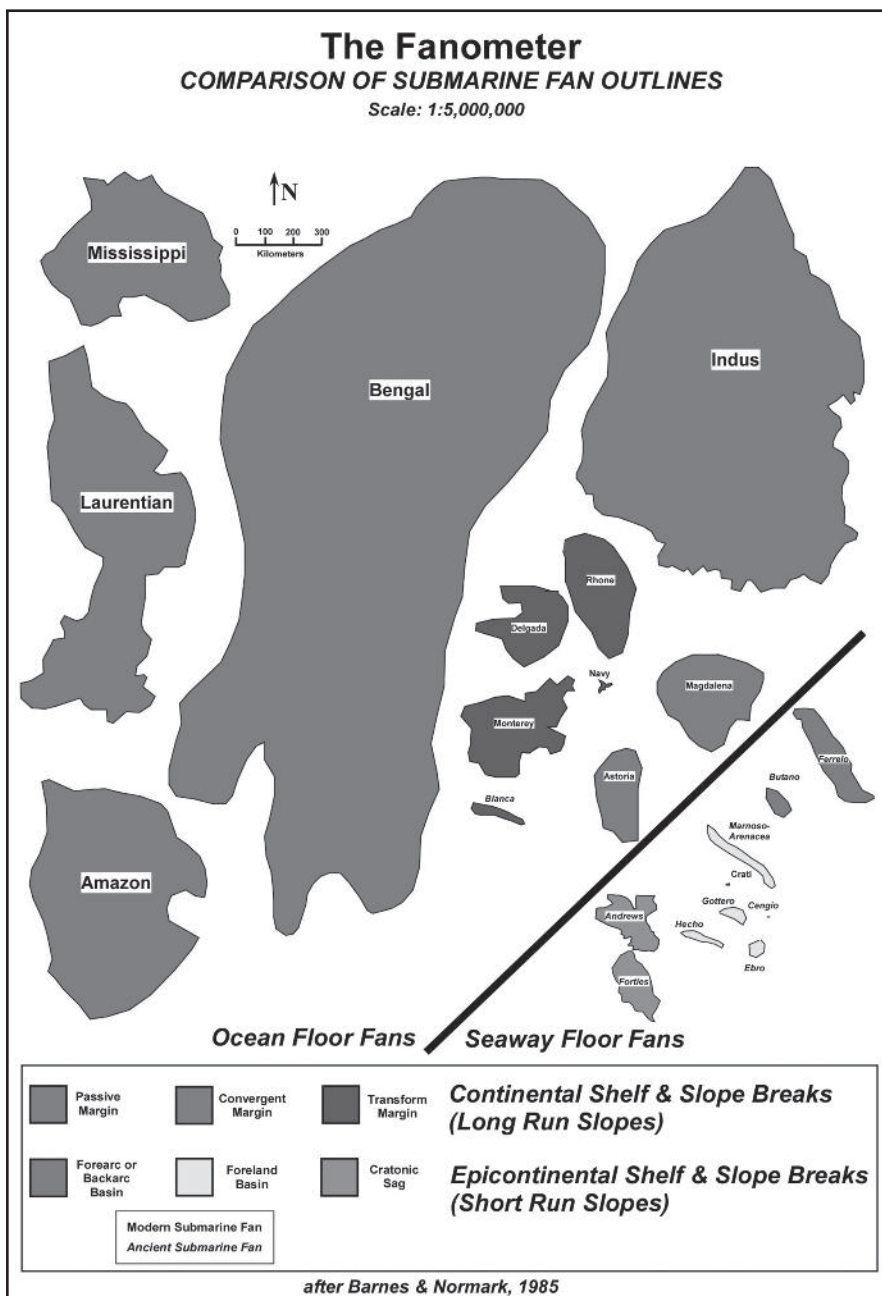 The Fanometer
COMPARISON OF SUBMARINE FAN OUTLINES
Scale: 1:5,000,000
N
0 100 200 300
Kilometers
Mississippi
Bengal
Indus
Laurentian
Rhone
Delgada
Navy
Magdalena
Monterey
Ferrelo
Astoria
Butano
Blanca
Marnoso-
Arenacea
Amazon
Crati
Gottero
Cengio
Andrews
Hecho
Ebro
Forties
Ocean Floor Fans
Seaway Floor Fans
Passive
Margin
Convergent
Margin
Transform
Margin
Continental Shelf & Slope Breaks
(Long Run Slopes)
Forearc or
Backarc
Basin
Foreland
Basin
Cratonic
Sag
Epicontinental Shelf & Slope Breaks
(Short Run Slopes)
Modern Submarine Fan
Ancient Submarine Fan
after Barnes & Normark, 1985